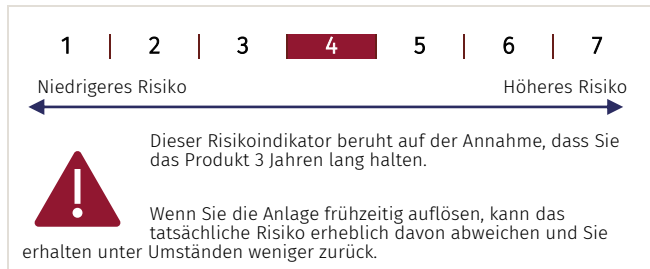 1 | 2 | 3 | 4 | 5 | 6 | 7
Niedrigeres Risiko Höheres Risiko
Dieser Risikoindikator beruht auf der Annahme, dass Sie
das Produkt 3 Jahren lang halten.
Wenn Sie die Anlage frühzeitig auflösen, kann das
tatsächliche Risiko erheblich davon abweichen und Sie
erhalten unter Umständen weniger zurück.